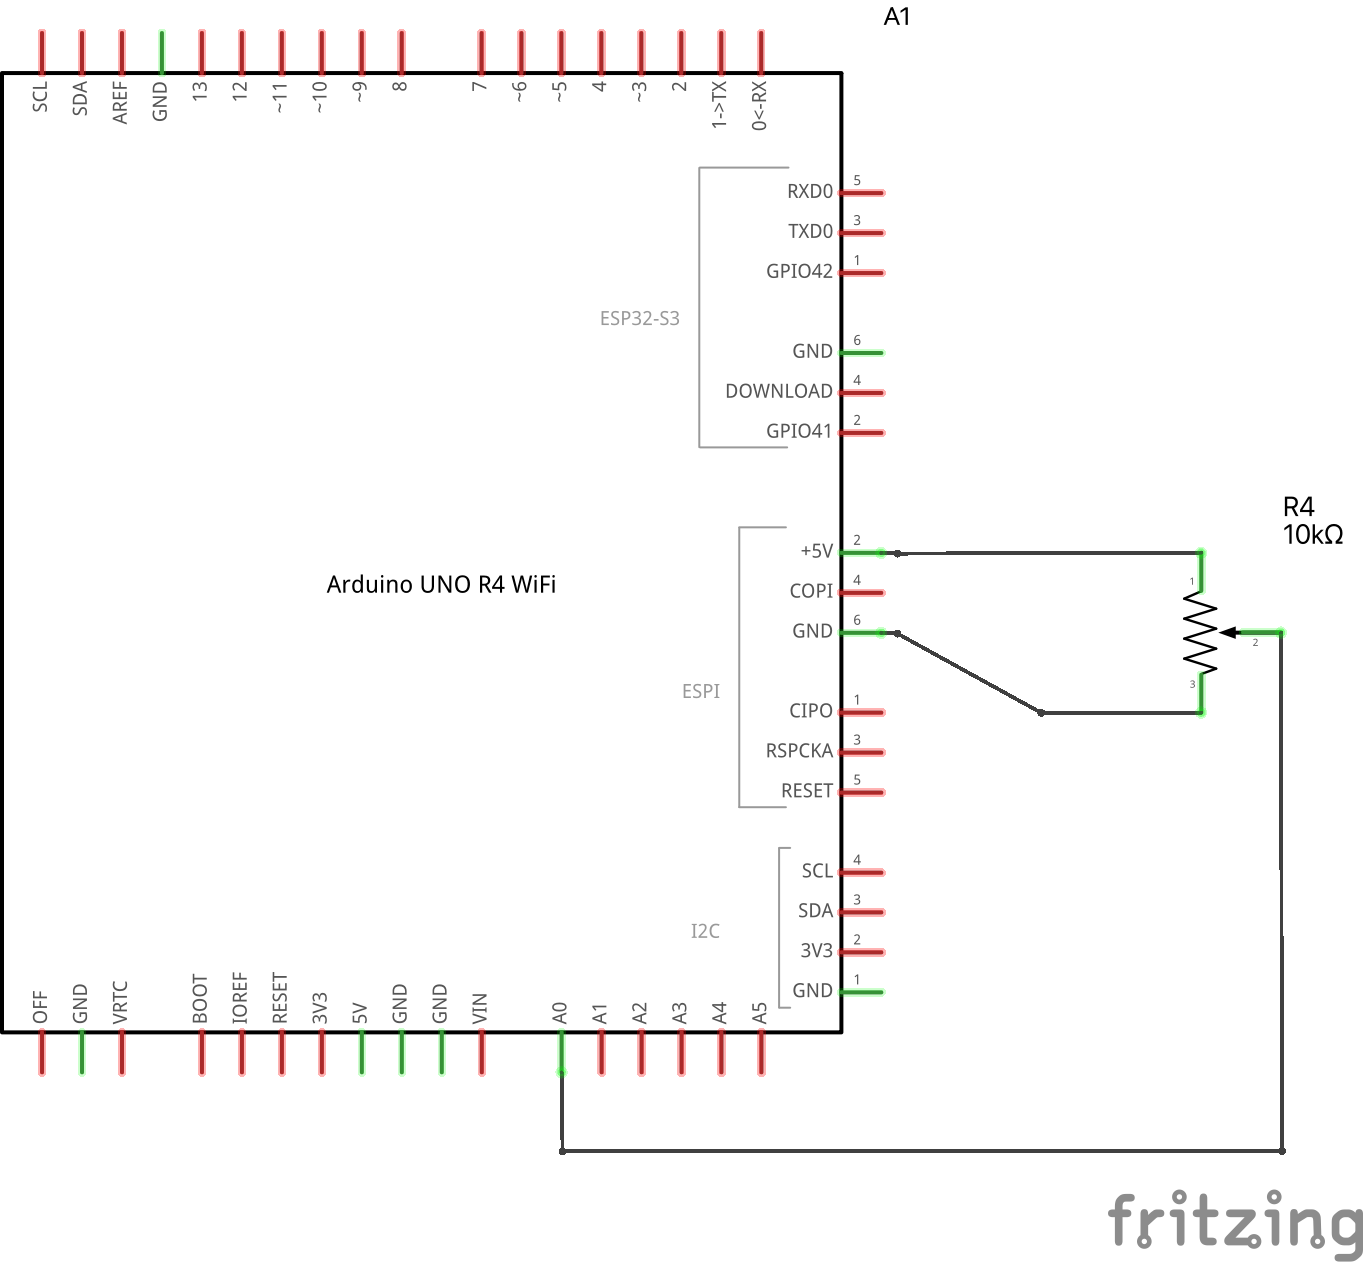 A1
SCL
SDA
AREF
GND
13
12
~11
~10
~9
8
7
~6
~5
4
~3
2
1->TX
0<-RX
RXD0 5
TXD0 3
GPIO42 1
ESP32-S3
GND 6
DOWNLOAD 4
GPIO41 2
R4
10kΩ
+5V 2
Arduino UNO R4 WiFi
COPI 4
GND 6
1
2
3
ESPI
CIPO 1
RSPCKA 3
RESET 5
SCL 4
SDA 3
I2C
3V3 2
GND 1
OFF
GND
VRTC
BOOT
IOREF
RESET
3V3
5V
GND
GND
VIN
A0
A1
A2
A3
A4
A5
fritzing